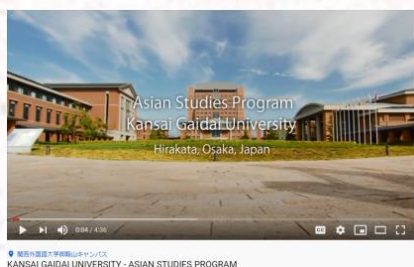 Asian Studies Program
Kansai Gaidai University
Hirakata, Osaka, Japan
0:04 / 4:36
CC
関西外国語大学御殿山キャンパス
KANSAI GAIDAI UNIVERSITY - ASIAN STUDIES PROGRAM